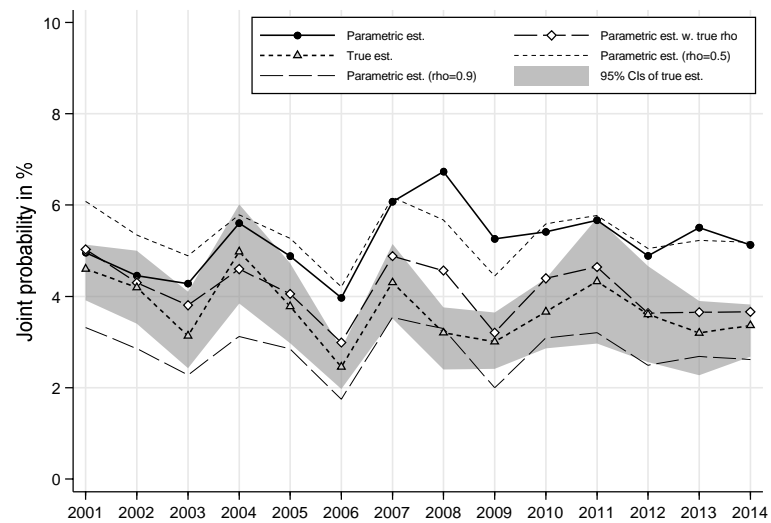 Parametric est.
Parametric est. w. true rho
True est.
Parametric est. (rho=0.5)
Parametric est. (rho=0.9)
95% CIs of true est.
Joint probability in %
10
8
6
4
2
0
2001 2002 2003 2004 2005 2006 2007 2008 2009 2010 2011 2012 2013 2014